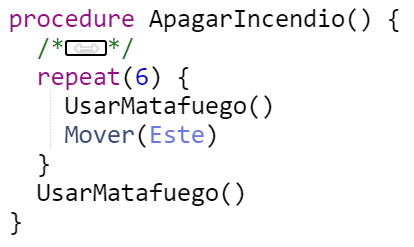 procedure ApagarIncendio() {
/**/
repeat(6) {
UsarMatafuego()
Mover(Este)
}
UsarMatafuego()
}